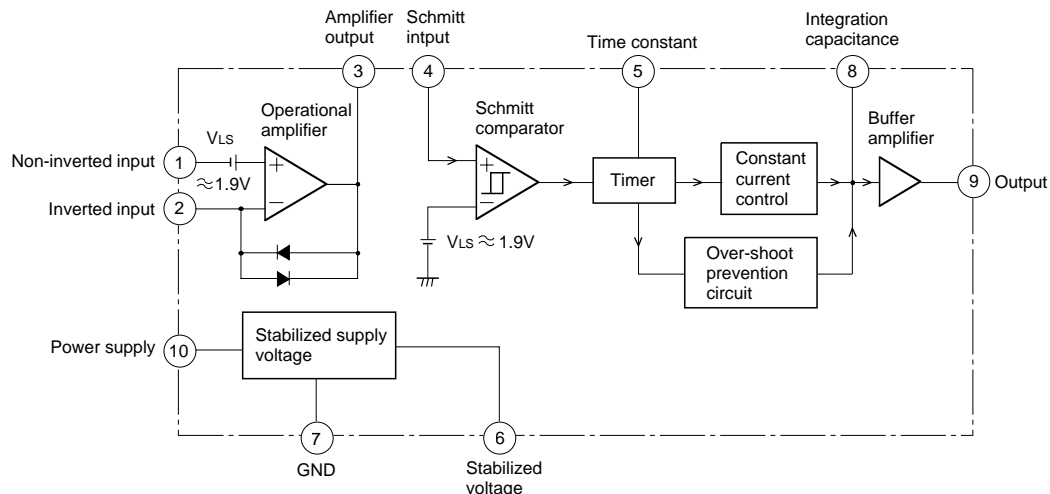 Amplifier
output
3
Schmitt
intput
4
Time constant
5
Integration
capacitance
8
Operational
amplifier
Schmitt
comparator
Buffer
amplifier
Non-inverted input
1
VLS
≈1.9V
+
−
Inverted input
2
+
−
VLS ≈ 1.9V
Timer
Constant
current
control
9
Output
Over-shoot
prevention
circuit
Power supply
10
Stabilized supply
voltage
7
GND
6
Stabilized
voltage